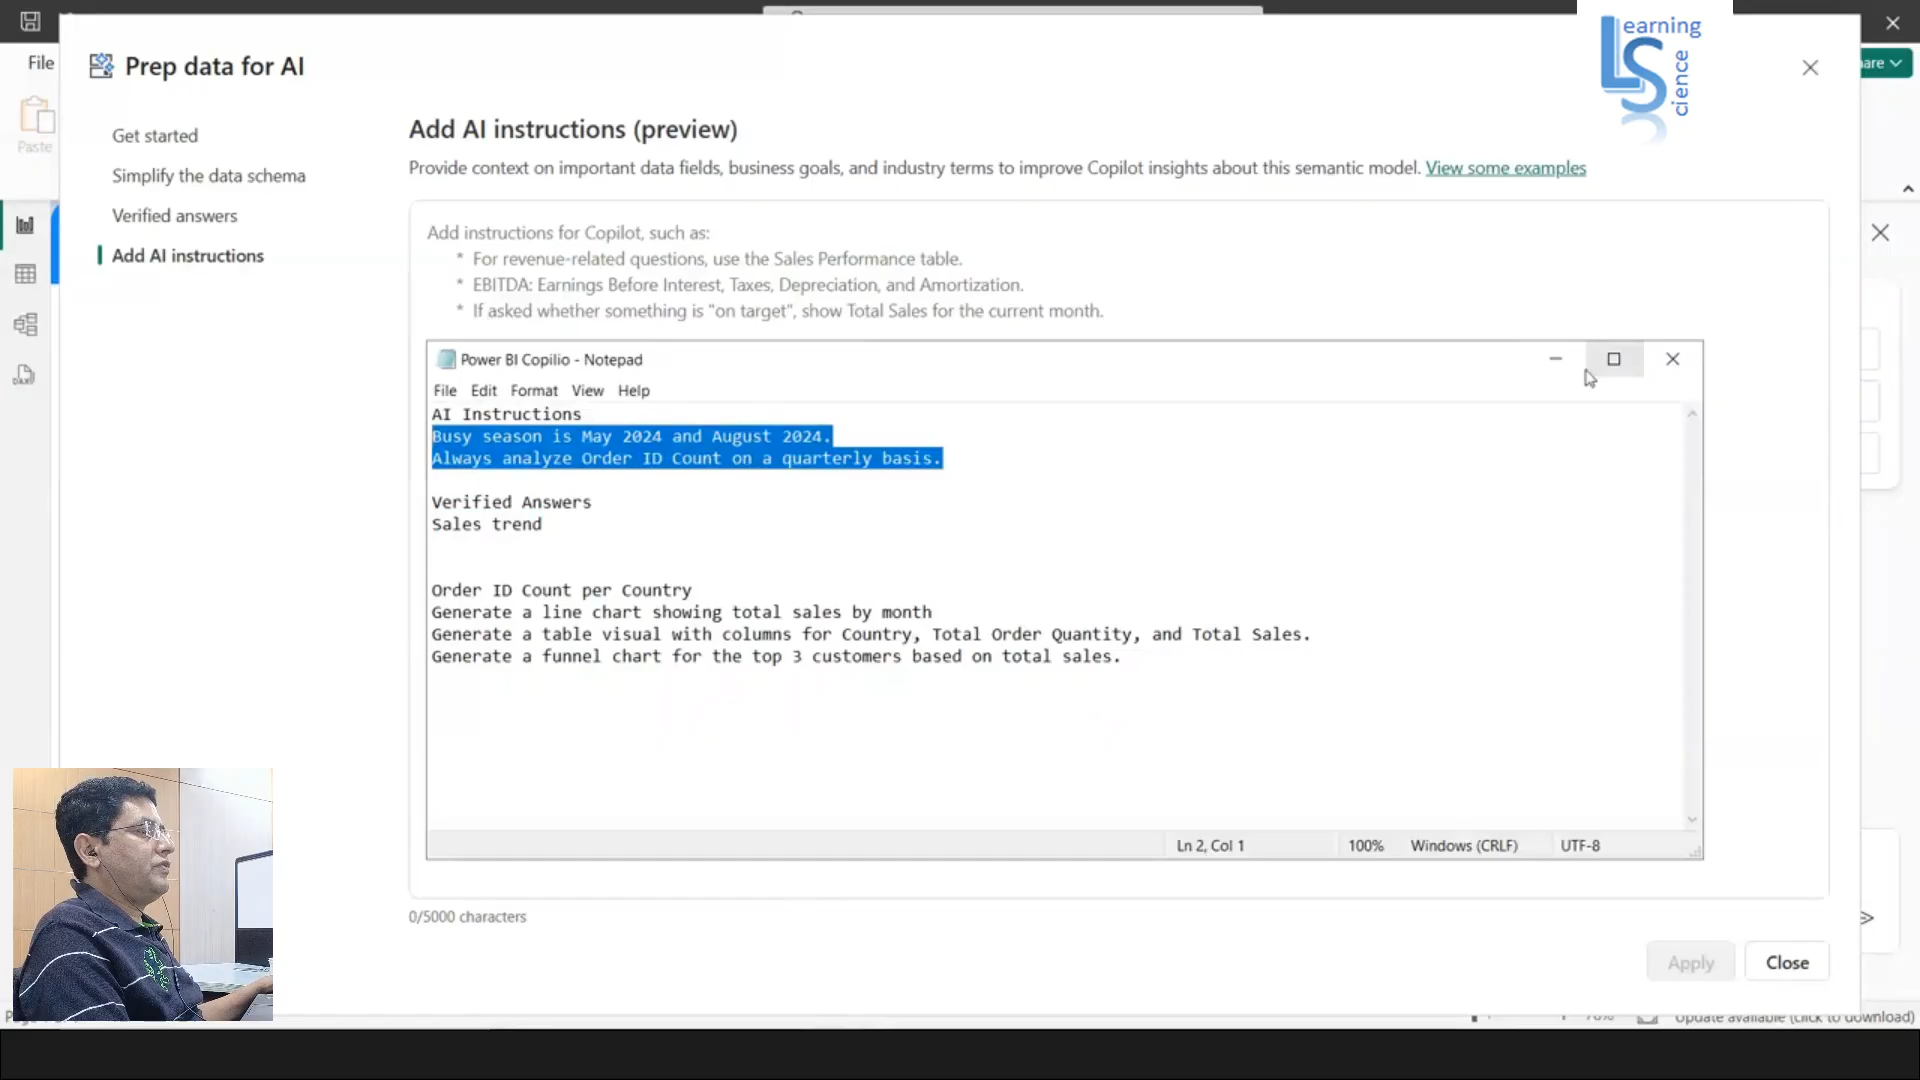 File
Paste
Prep data for AI
Get started
Simplify the data schema
Verified answers
Add AI instructions
Add AI instructions (preview)
Provide context on important data fields, business goals, and industry terms to improve Copilot insights about this semantic model. View some examples
Add instructions for Copilot, such as:
* For revenue-related questions, use the Sales Performance table.
* EBITDA: Earnings Before Interest, Taxes, Depreciation, and Amortization.
* If asked whether something is "on target", show Total Sales for the current month.
Power BI Copilio - Notepad
File Edit Format View Help
AI Instructions
Busy season is May 2024 and August 2024.
Always analyze Order ID Count on a quarterly basis.
Verified Answers
Sales trend
Order ID Count per Country
Generate a line chart showing total sales by month
Generate a table visual with columns for Country, Total Order Quantity, and Total Sales.
Generate a funnel chart for the top 3 customers based on total sales.
Ln 2, Col 1 100% Windows (CRLF) UTF-8
0/5000 characters
Apply Close
Update available (click to download)
Learning
Science
DAX